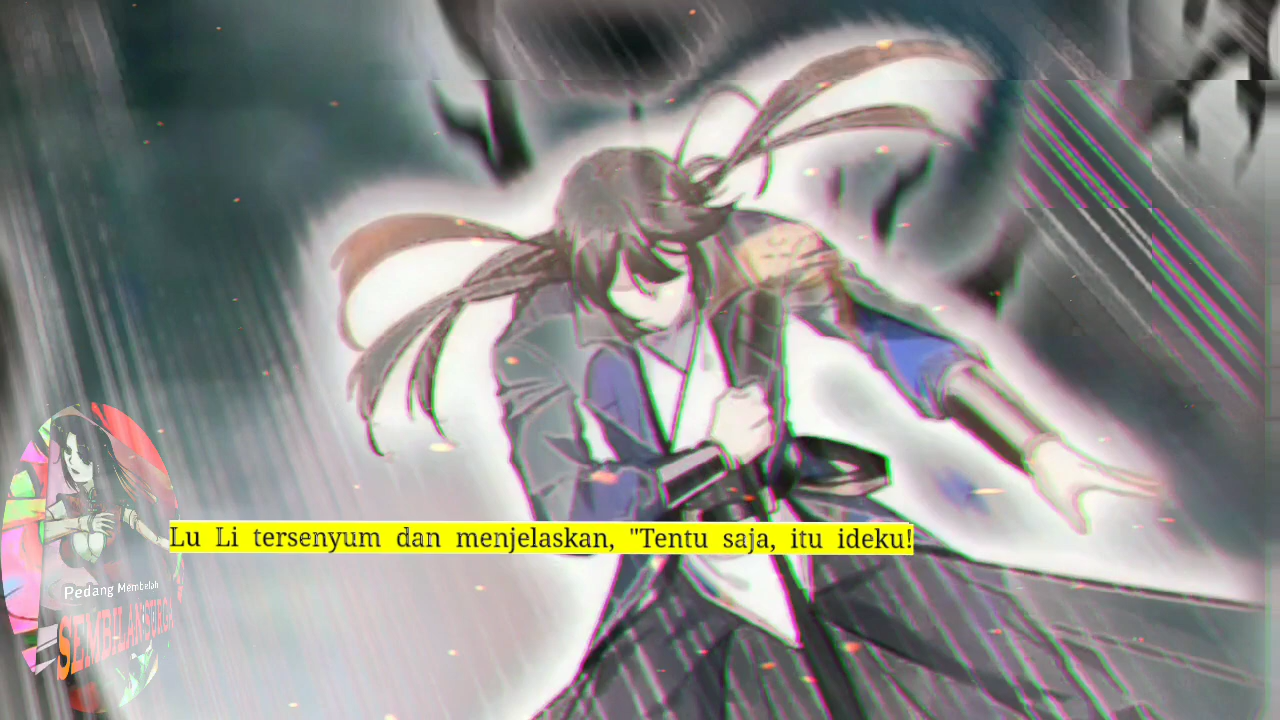 Lu Li tersenyum dan menjelaskan, "Tentu saja, itu ideku!
Pedang Membelah
SEMBILAN SURGA